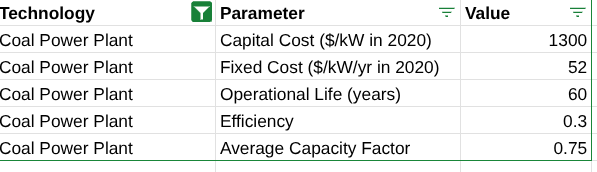 Technology Parameter Value
Coal Power Plant Capital Cost ($/kW in 2020) 1300
Coal Power Plant Fixed Cost ($/kW/yr in 2020) 52
Coal Power Plant Operational Life (years) 60
Coal Power Plant Efficiency 0.3
Coal Power Plant Average Capacity Factor 0.75